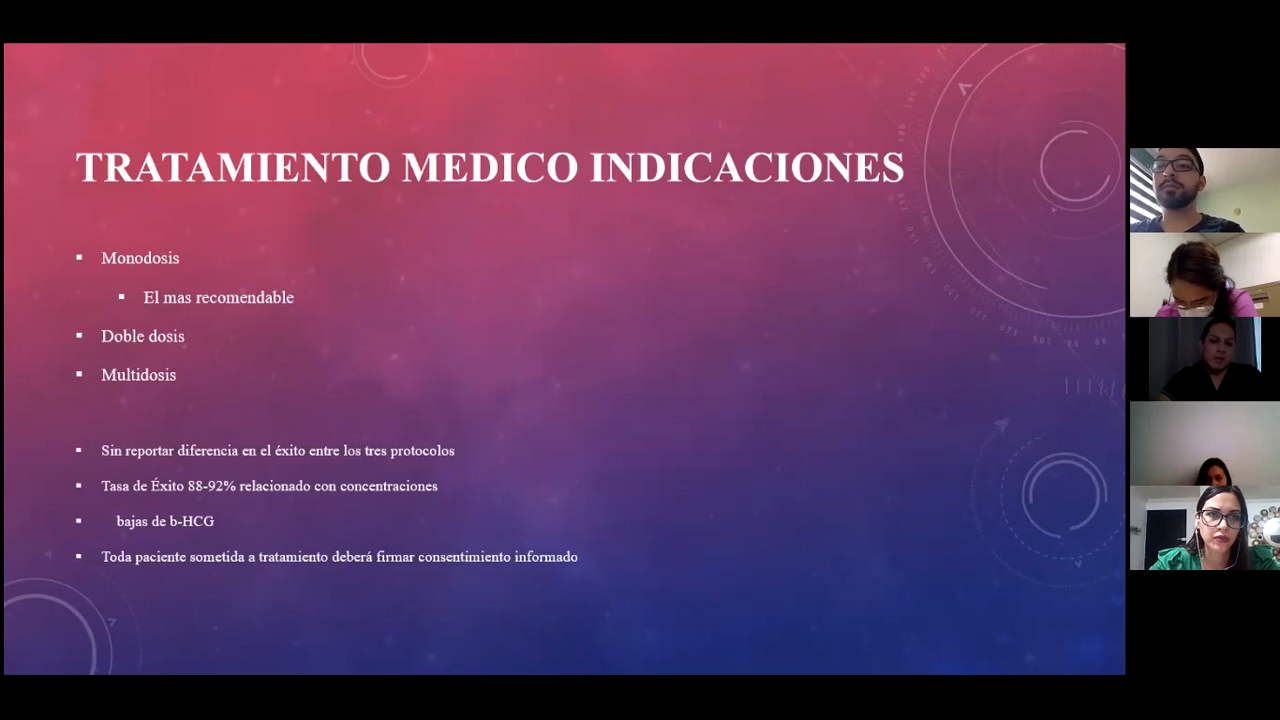 TRATAMIENTO MEDICO INDICACIONES
▪ Monodosis
▪ El mas recomendable
▪ Doble dosis
▪ Multidosis
▪ Sin reportar diferencia en el éxito entre los tres protocolos
▪ Tasa de Éxito 88-92% relacionado con concentraciones
▪ bajas de b-HCG
▪ Toda paciente sometida a tratamiento deberá firmar consentimiento informado